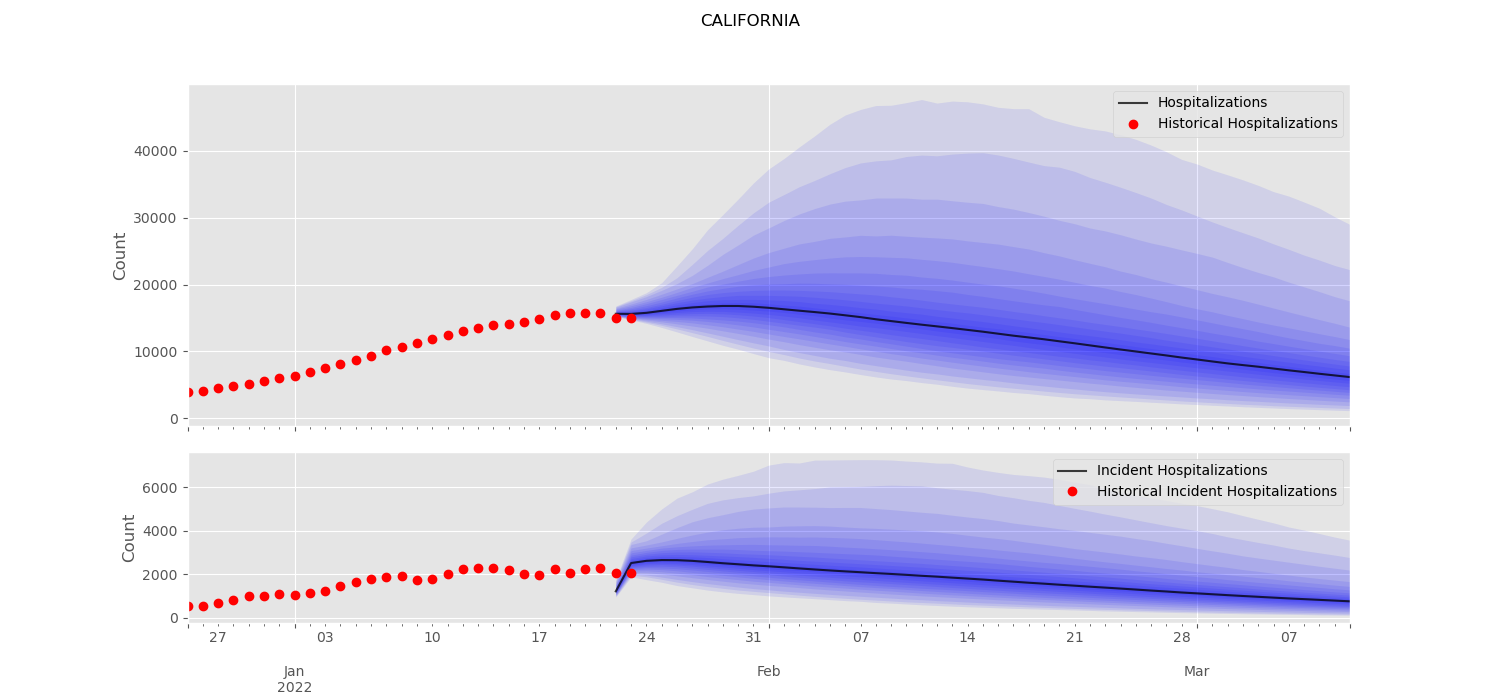 CALIFORNIA
Hospitalizations
Historical Hospitalizations
Count
40000
30000
20000
10000
0
Incident Hospitalizations
Historical Incident Hospitalizations
Count
6000
4000
2000
0
27 03 10 17 24 31 07 14 21 28 07
Jan Feb Mar
2022